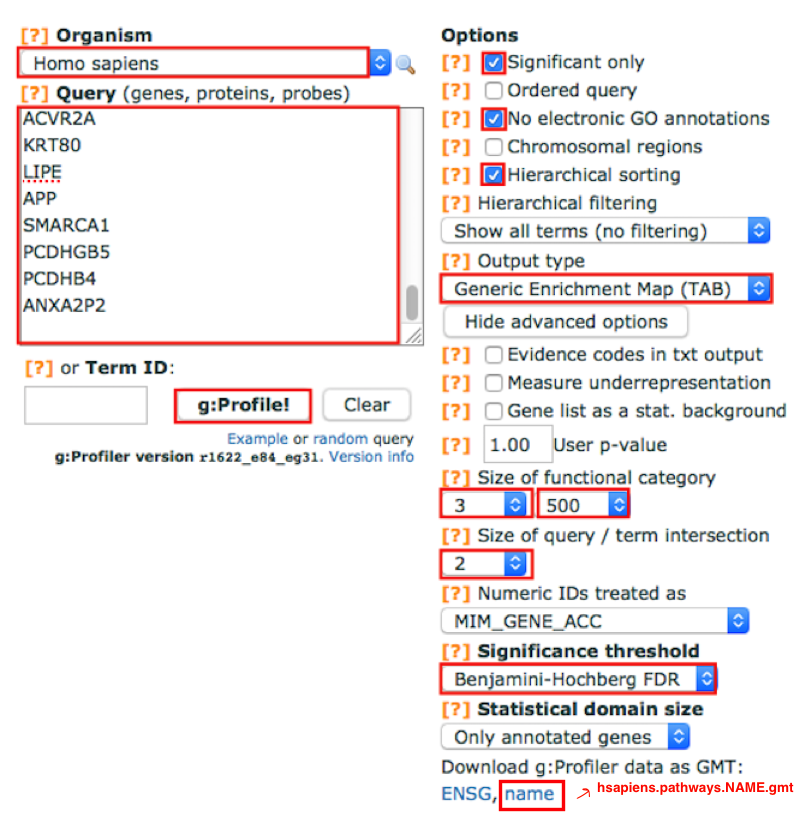 [?] Organism
Homo sapiens
[?] Query (genes, proteins, probes)
ACVR2A
KRT80
LIPE
APP
SMARCA1
PCDHGB5
PCDHB4
ANXA2P2
[?] or Term ID:
g:Profile!
Clear
Example or random query
g:Profiler version r1622_e84_eg31. Version info
Options
[?] Significant only
[?] Ordered query
[?] No electronic GO annotations
[?] Chromosomal regions
[?] Hierarchical sorting
[?] Hierarchical filtering
Show all terms (no filtering)
[?] Output type
Generic Enrichment Map (TAB)
Hide advanced options
[?] Evidence codes in txt output
[?] Measure underrepresentation
[?] Gene list as a stat. background
[?] 1.00 User p-value
[?] Size of functional category
3 500
[?] Size of query / term intersection
2
[?] Numeric IDs treated as
MIM_GENE_ACC
[?] Significance threshold
Benjamini-Hochberg FDR
[?] Statistical domain size
Only annotated genes
Download g:Profiler data as GMT:
ENSG, name hsapiens.pathways.NAME.gmt